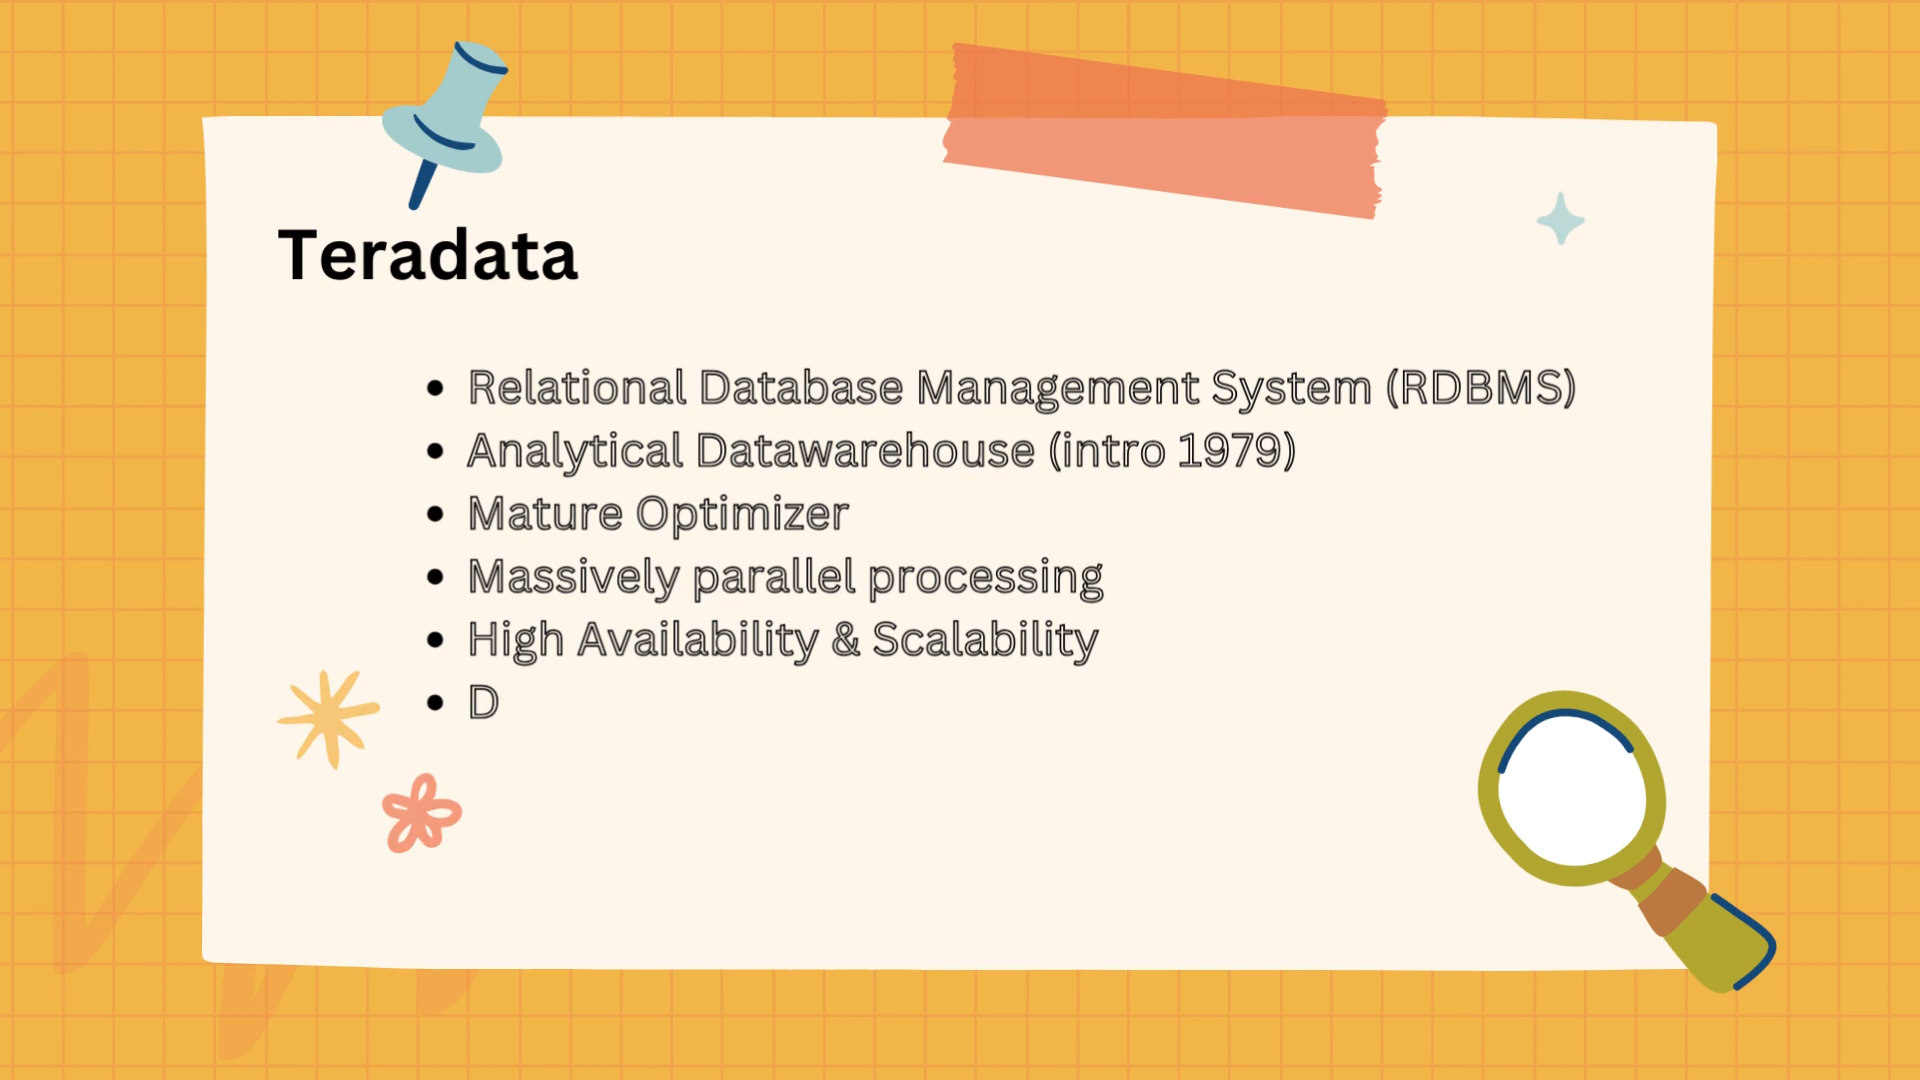 Teradata
• Relational Database Management System (RDBMS)
• Analytical Datawarehouse (intro 1979)
• Mature Optimizer
• Massively parallel processing
• High Availability & Scalability
• D